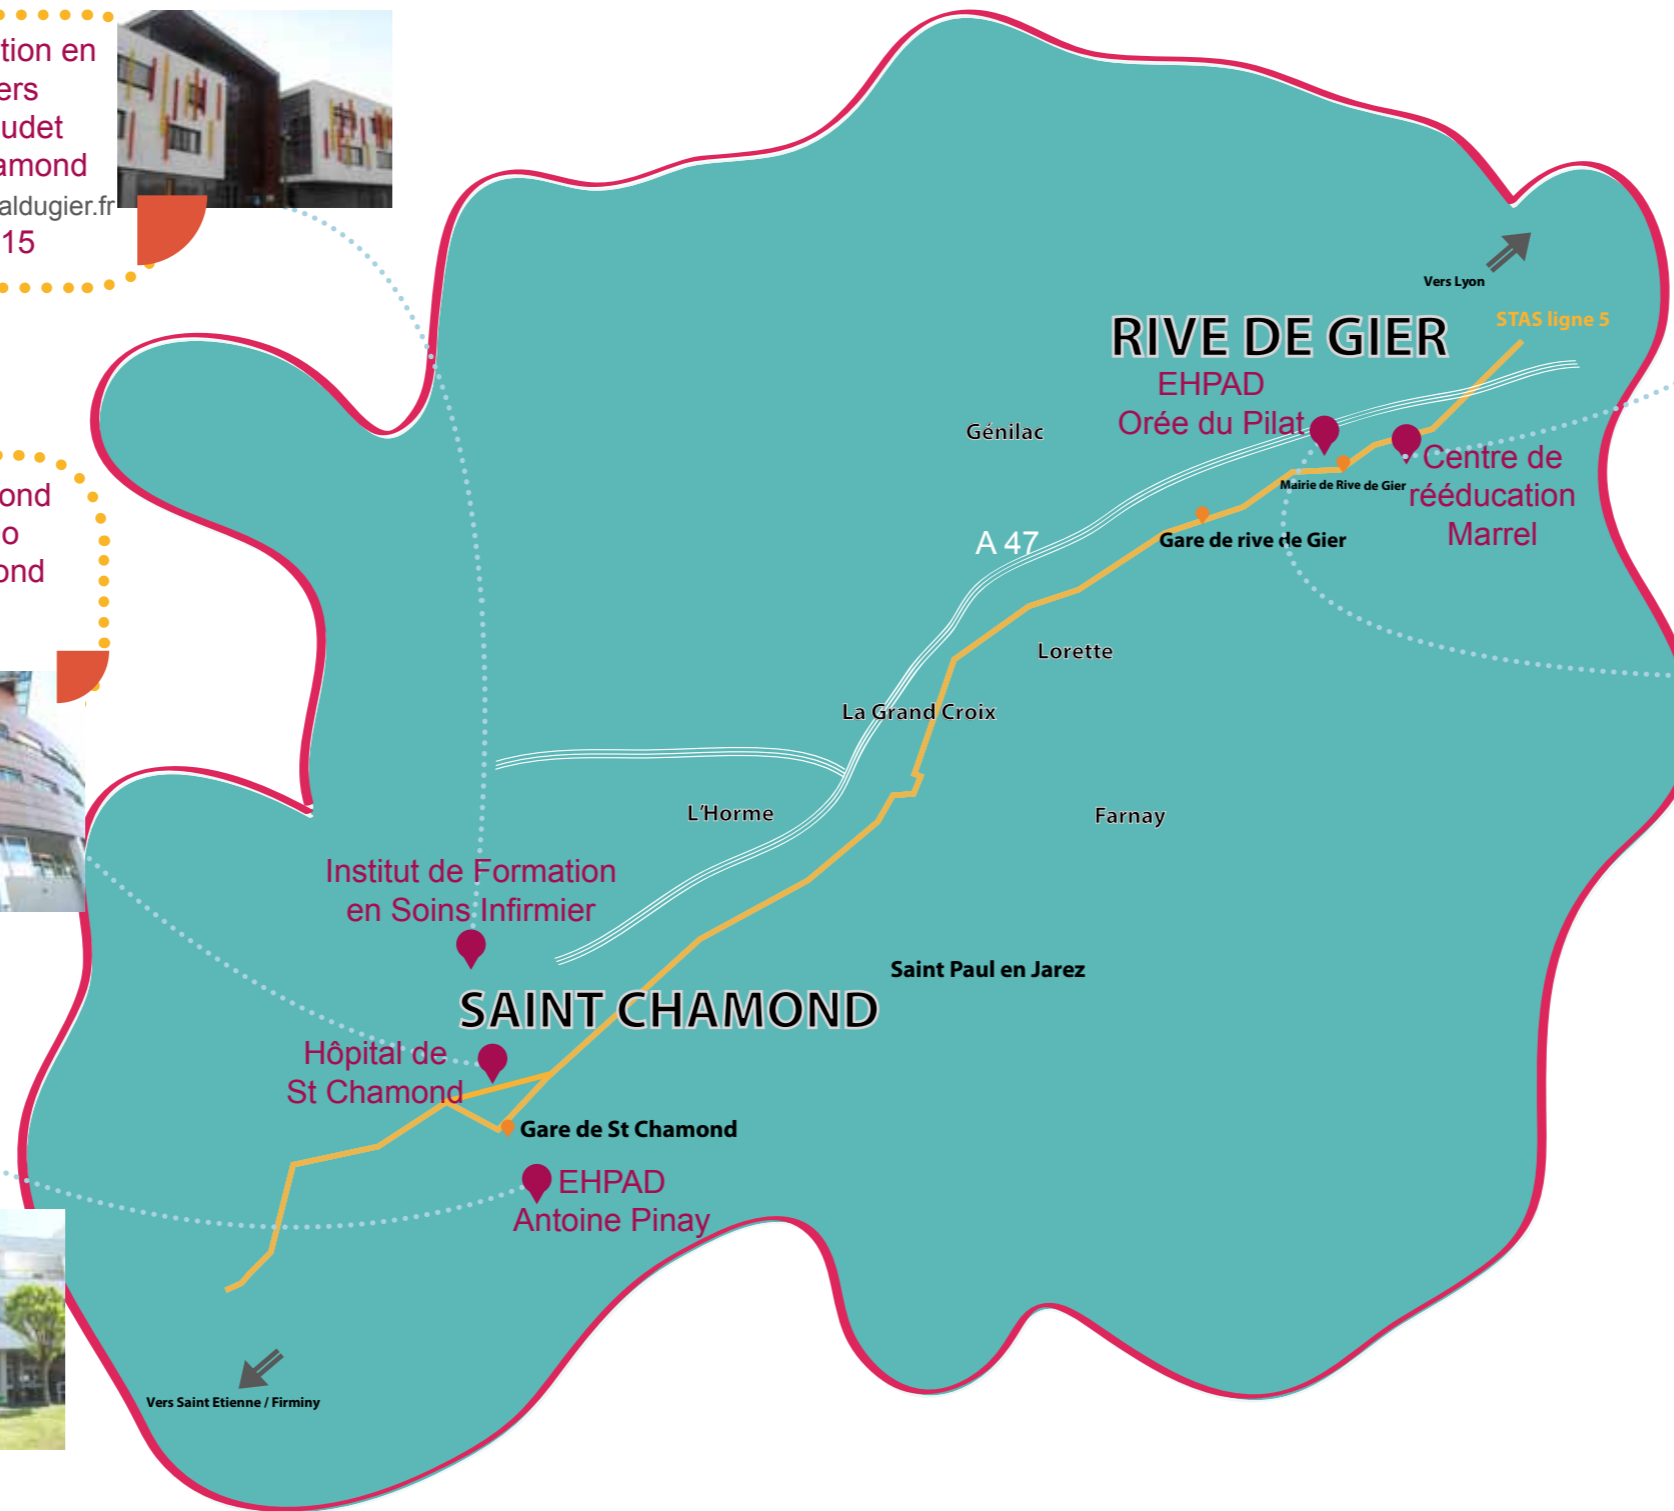 tion en
ers
udet
amond
aldugier.fr
15
ond
o
ond
Vers Lyon
STAS ligne 5
RIVE DE GIER
EHPAD
Orée du Pilat
Génilac
Centre de
rééducation
Marrel
Mairie de Rive de Gier
Gare de rive de Gier
A 47
Lorette
La Grand Croix
L'Horme
Farnay
Institut de Formation
en Soins Infirmier
Saint Paul en Jarez
SAINT CHAMOND
Hôpital de
St Chamond
Gare de St Chamond
EHPAD
Antoine Pinay
Vers Saint Etienne / Firminy